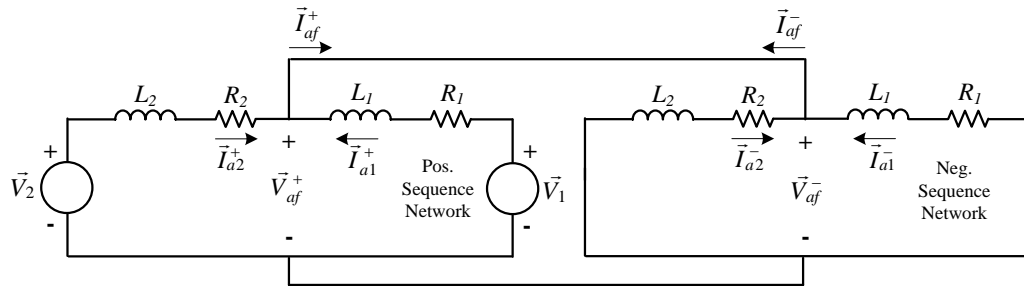 I⃗af+ I⃗af−
L2 R2 L1 R1 L2 R2 L1 R1
+ + + + +
I⃗a2+ I⃗a1+ I⃗a2− I⃗a1−
V⃗2 V⃗af+ V⃗1 V⃗af−
Pos.
Sequence
Network
Neg.
Sequence
Network
- - - -